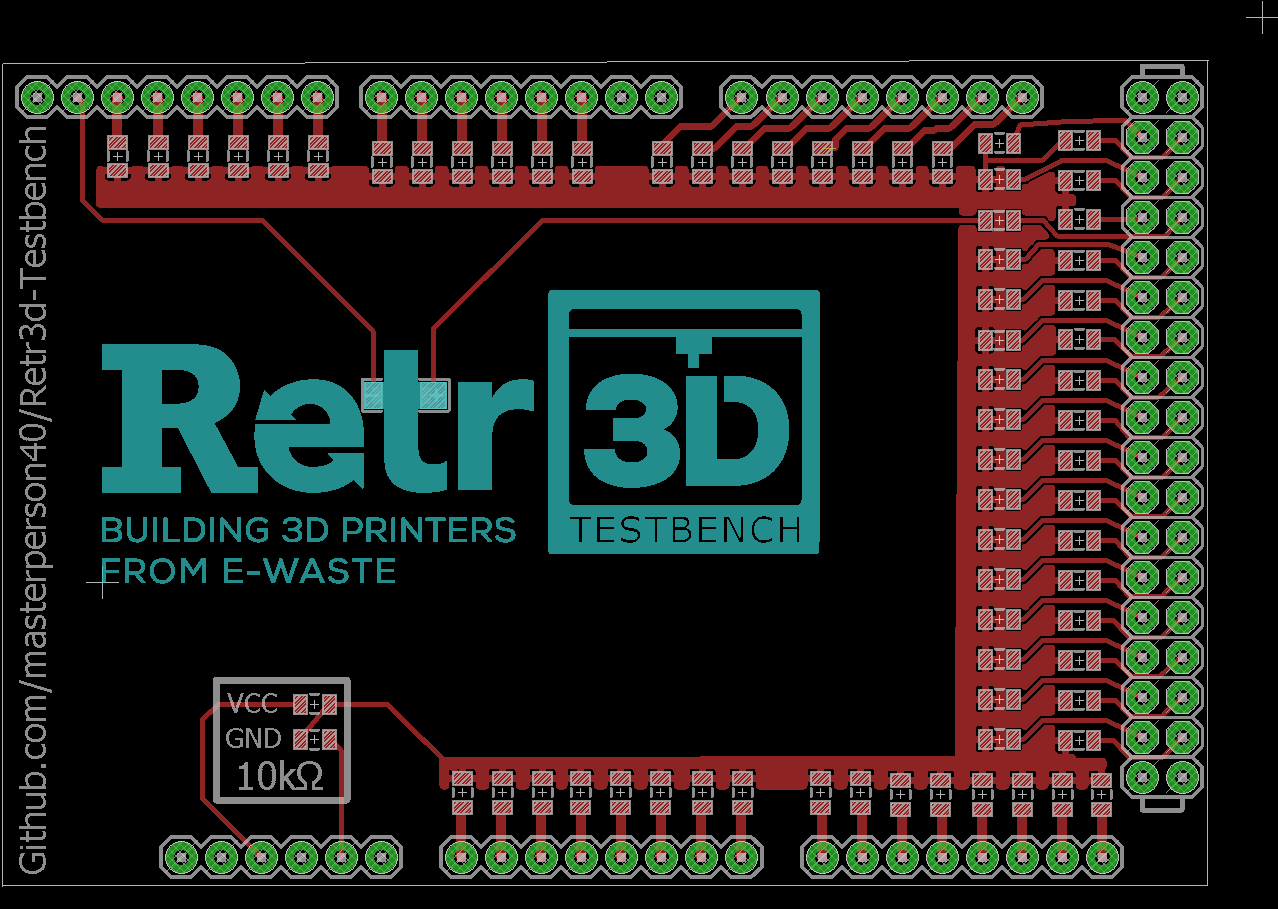 Github.com/masterperson40/Retr3d-Testbench
Retr 3D
BUILDING 3D PRINTERS
FROM E-WASTE
TESTBENCH
VCC
GND
10kΩ